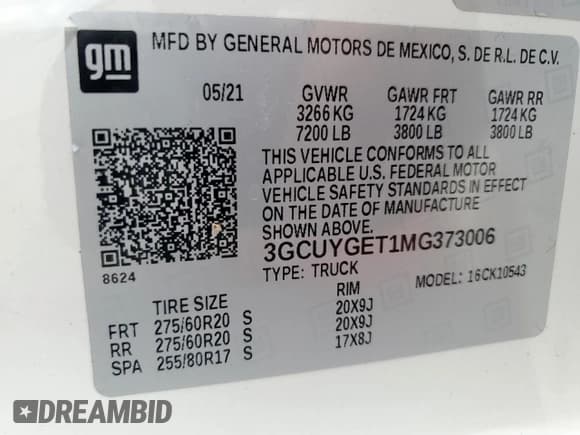 gm
MFD BY GENERAL MOTORS DE MEXICO, S. DE R.L. DE C.V.
05/21 GVWR GAWR FRT GAWR RR
3266 KG 1724 KG 1724 KG
7200 LB 3800 LB 3800 LB
THIS VEHICLE CONFORMS TO ALL
APPLICABLE U.S. FEDERAL MOTOR
VEHICLE SAFETY STANDARDS IN EFFECT
ON THE DATE OF MANUFACTURE
SHOWN ABOVE.
3GCUYGET1MG373006
8624
TYPE: TRUCK MODEL: 16CK10543
TIRE SIZE RIM
FRT 275/60R20 S 20X9J
RR 275/60R20 S 20X9J
SPA 255/80R17 S 17X8J
DREAMBID